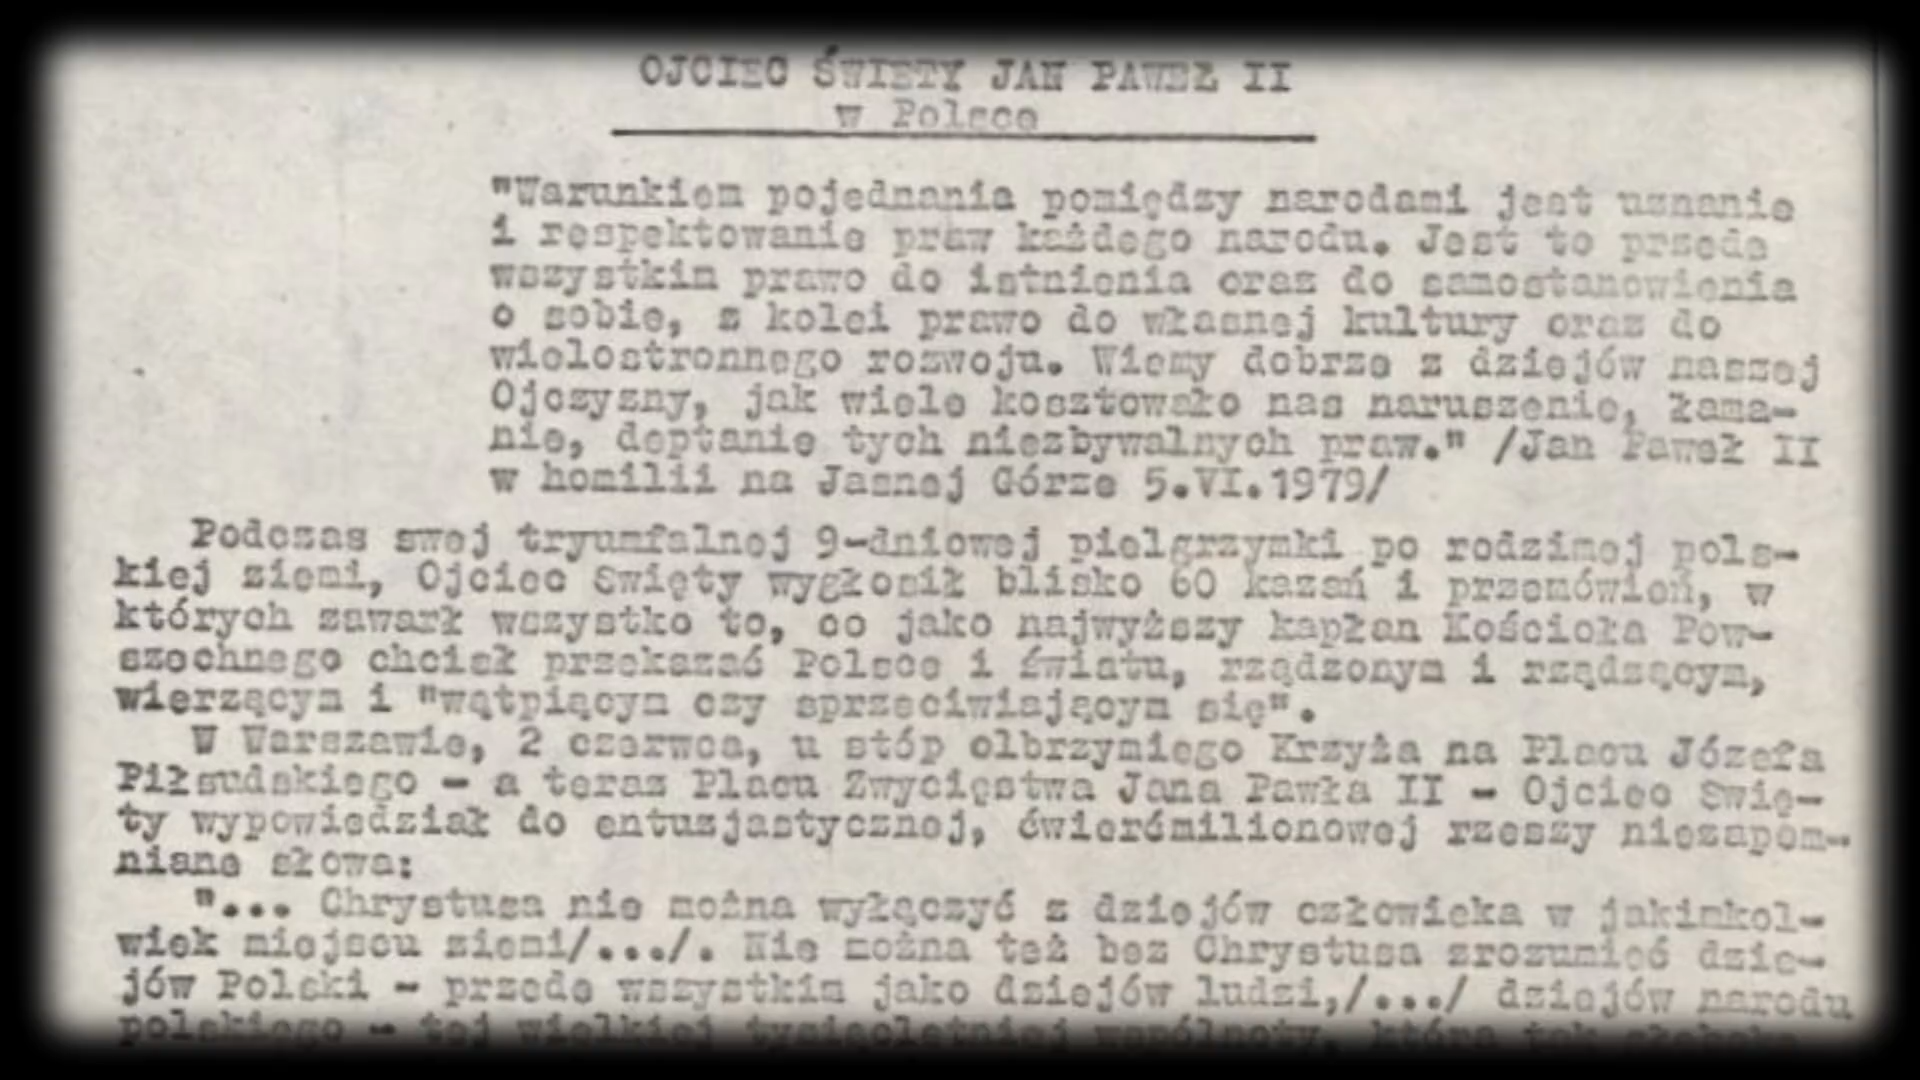 OJCIEC ŚWIĘTY JAN PAWEŁ II
w Polsce
"Warunkiem pojednania pomiędzy narodami jest uznanie
i respektowanie praw każdego narodu. Jest to przede
wszystkim prawo do istnienia oraz do samostanowienia
o sobie, z kolei prawo do własnej kultury oraz do
wielostronnego rozwoju. Wiemy dobrze z dziejów naszej
Ojczyzny, jak wiele kosztowało nas naruszenie, łama-
nie, deptanie tych niezbywalnych praw." /Jan Paweł II
w homilii na Jasnej Górze 5.VI.1979/
Podczas swej tryumfalnej 9-dniowej pielgrzymki po rodzimej pols-
kiej ziemi, Ojciec Święty wygłosił blisko 60 kazań i przemówień, w
których zawarł wszystko to, co jako najwyższy kapłan Kościoła Pow-
szechnego chciał przekazać Polsce i światu, rządzonym i rządzącym,
wierzącym i "wątpiącym czy sprzeciwiającym się".
W Warszawie, 2 czerwca, u stóp olbrzymiego Krzyża na Placu Józefa
Piłsudskiego - a teraz Placu Zwycięstwa Jana Pawła II - Ojciec Świę-
ty wypowiedział do entuzjastycznej, ćwierćmilionowej rzeszy niezapom-
niane słowa:
"... Chrystusa nie można wyłączyć z dziejów człowieka w jakimkol-
wiek miejscu ziemi/.../. Nie można też bez Chrystusa zrozumieć dzie-
jów Polski - przede wszystkim jako dziejów ludzi,/.../ dziejów narodu
polskiego - tej wielkiej tysiącletniej wspólnoty, która tak